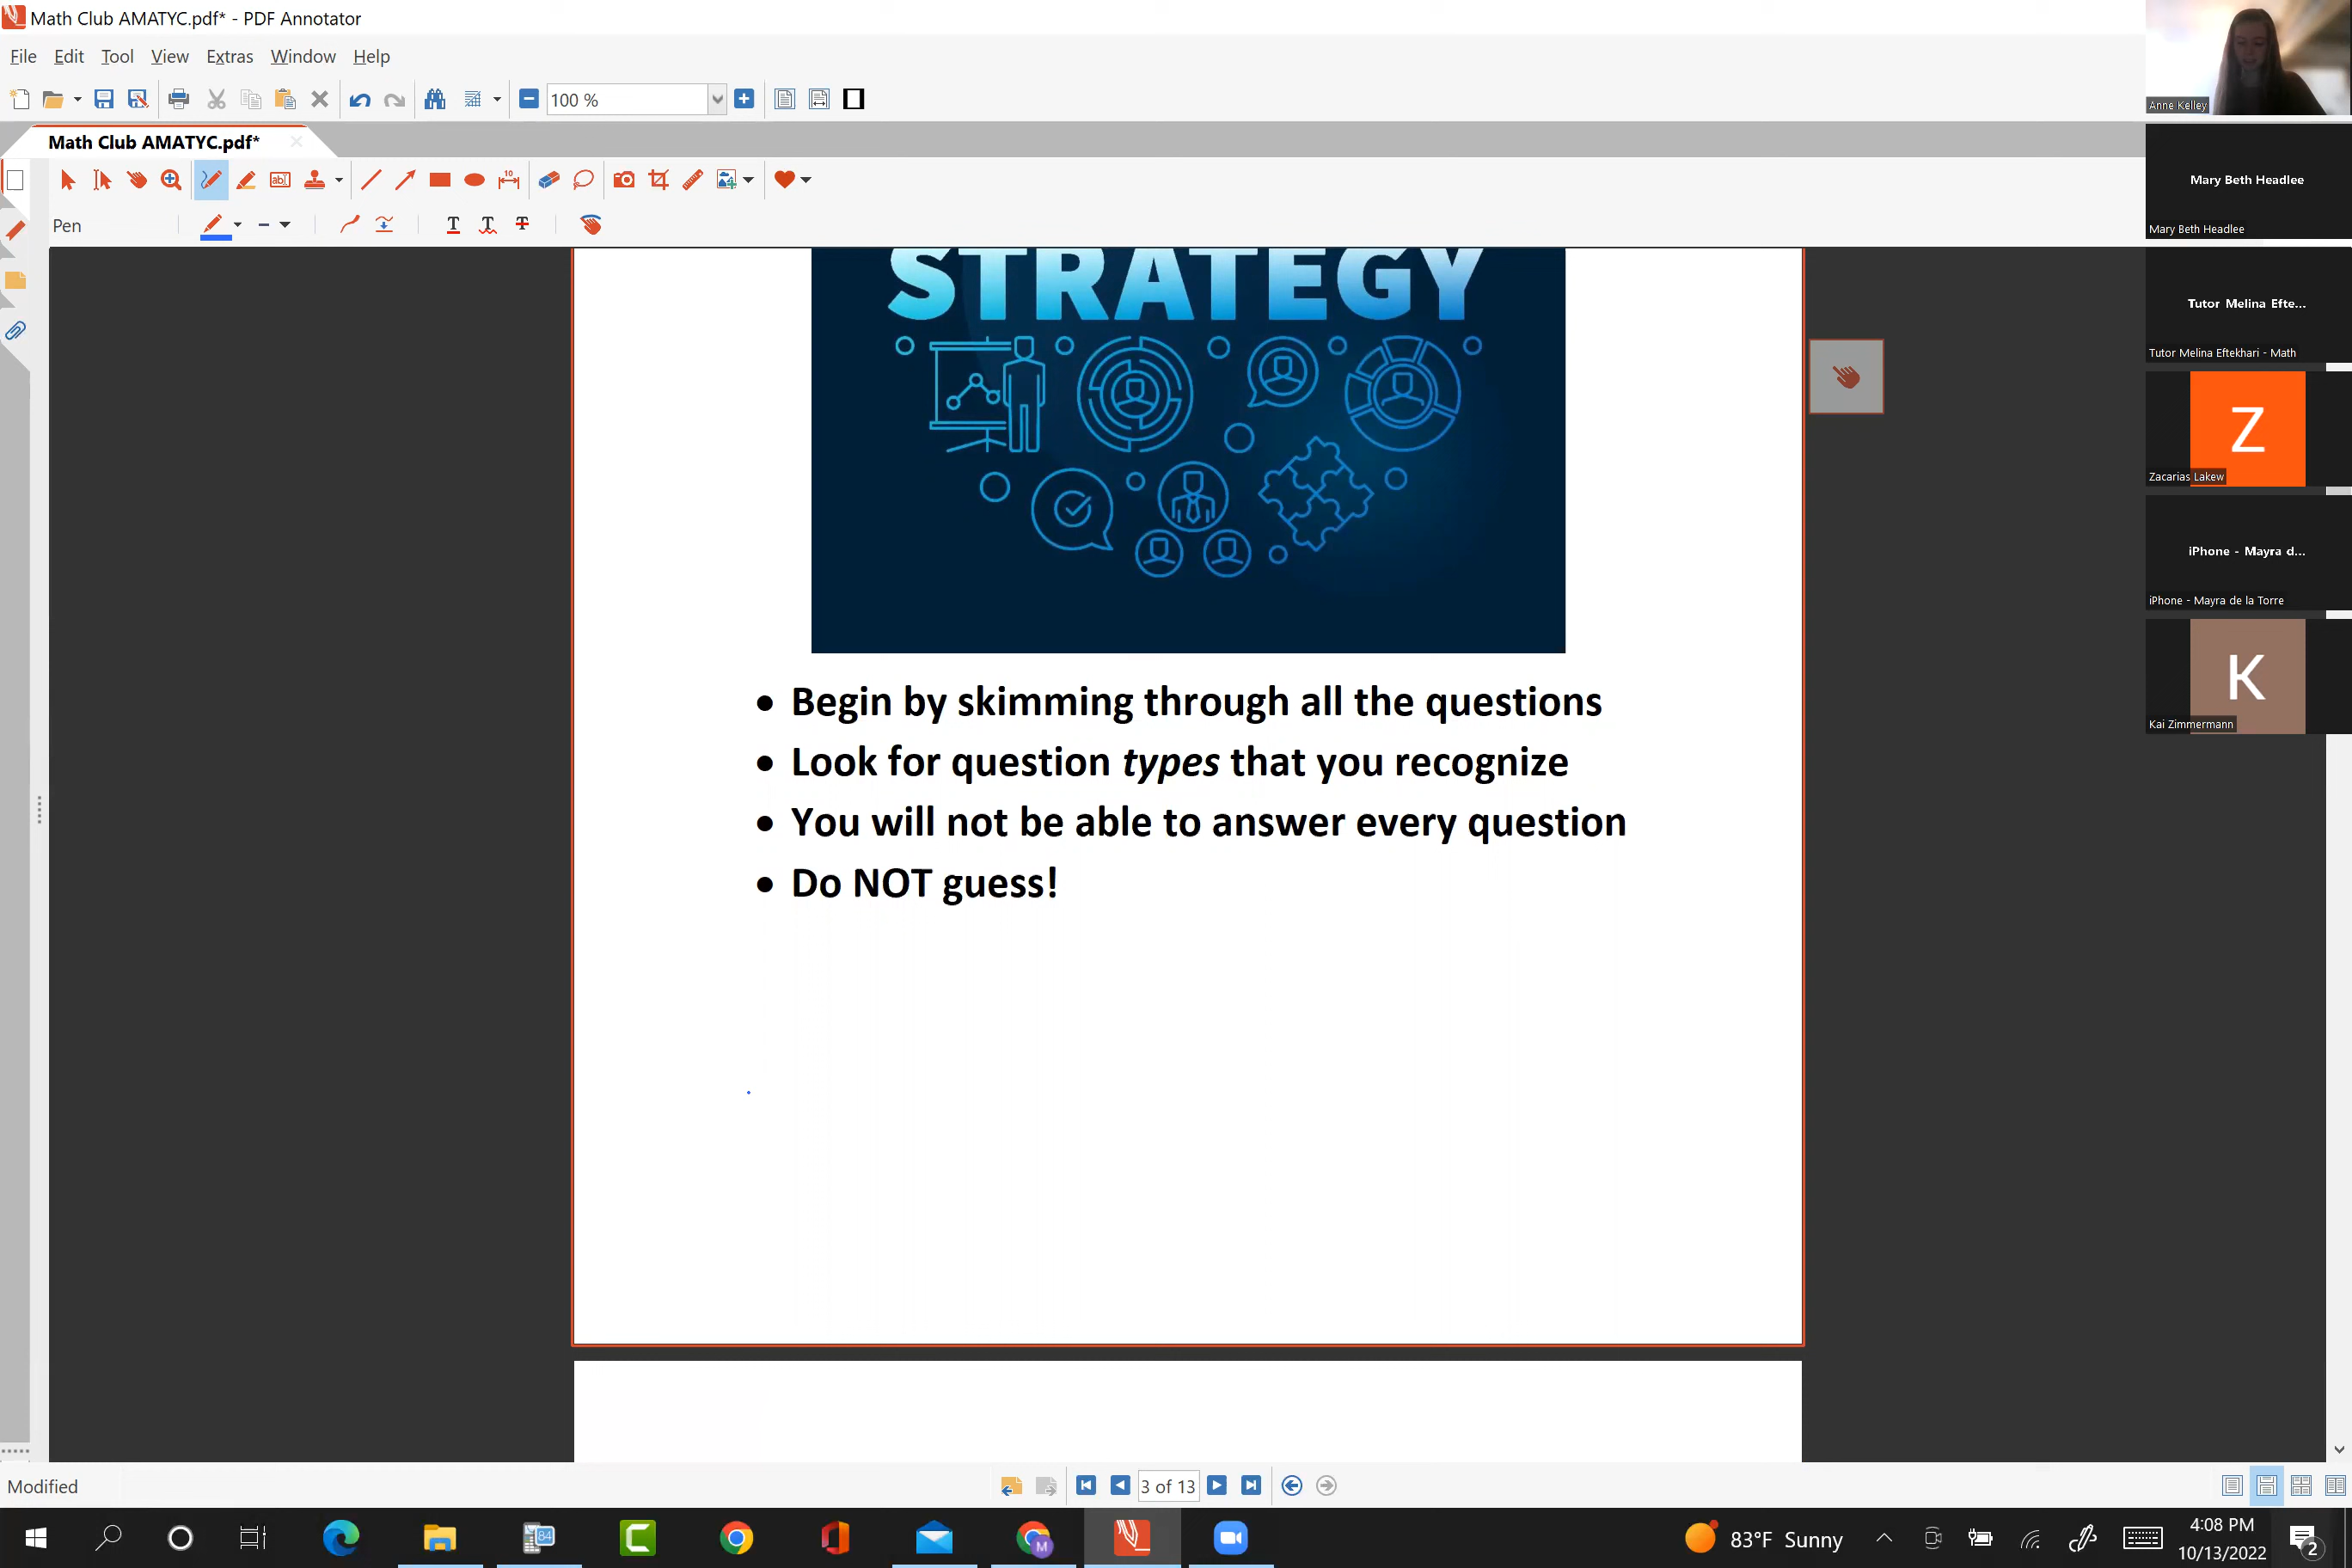 Math Club AMATYC.pdf* - PDF Annotator
File Edit Tool View Extras Window Help
100 %
Math Club AMATYC.pdf*
Pen
STRATEGY
• Begin by skimming through all the questions
• Look for question types that you recognize
• You will not be able to answer every question
• Do NOT guess!
Anne Kelley
Mary Beth Headlee
Mary Beth Headlee
Tutor Melina Efte...
Tutor Melina Eftekhari - Math
Z
Zacarias Lakew
iPhone - Mayra d...
iPhone - Mayra de la Torre
K
Kai Zimmermann
Modified
3 of 13
84
M
83°F Sunny
4:08 PM
10/13/2022
2